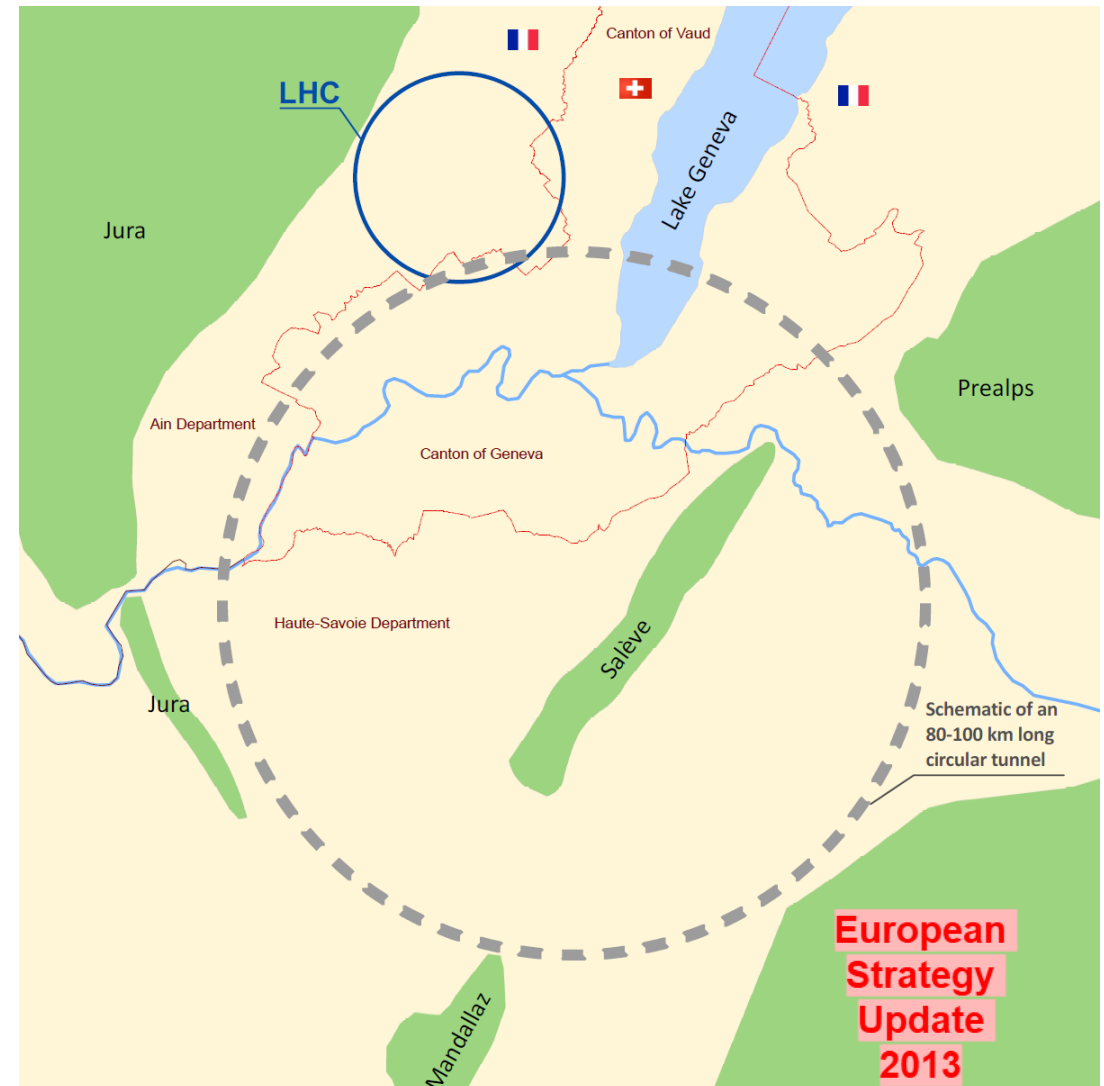 Canton of Vaud
LHC
Lake Geneva
Jura
Prealps
Ain Department
Canton of Geneva
Haute-Savoie Department
Salève
Jura
Schematic of an
80-100 km long
circular tunnel
European
Strategy
Update
2013
Mandallaz